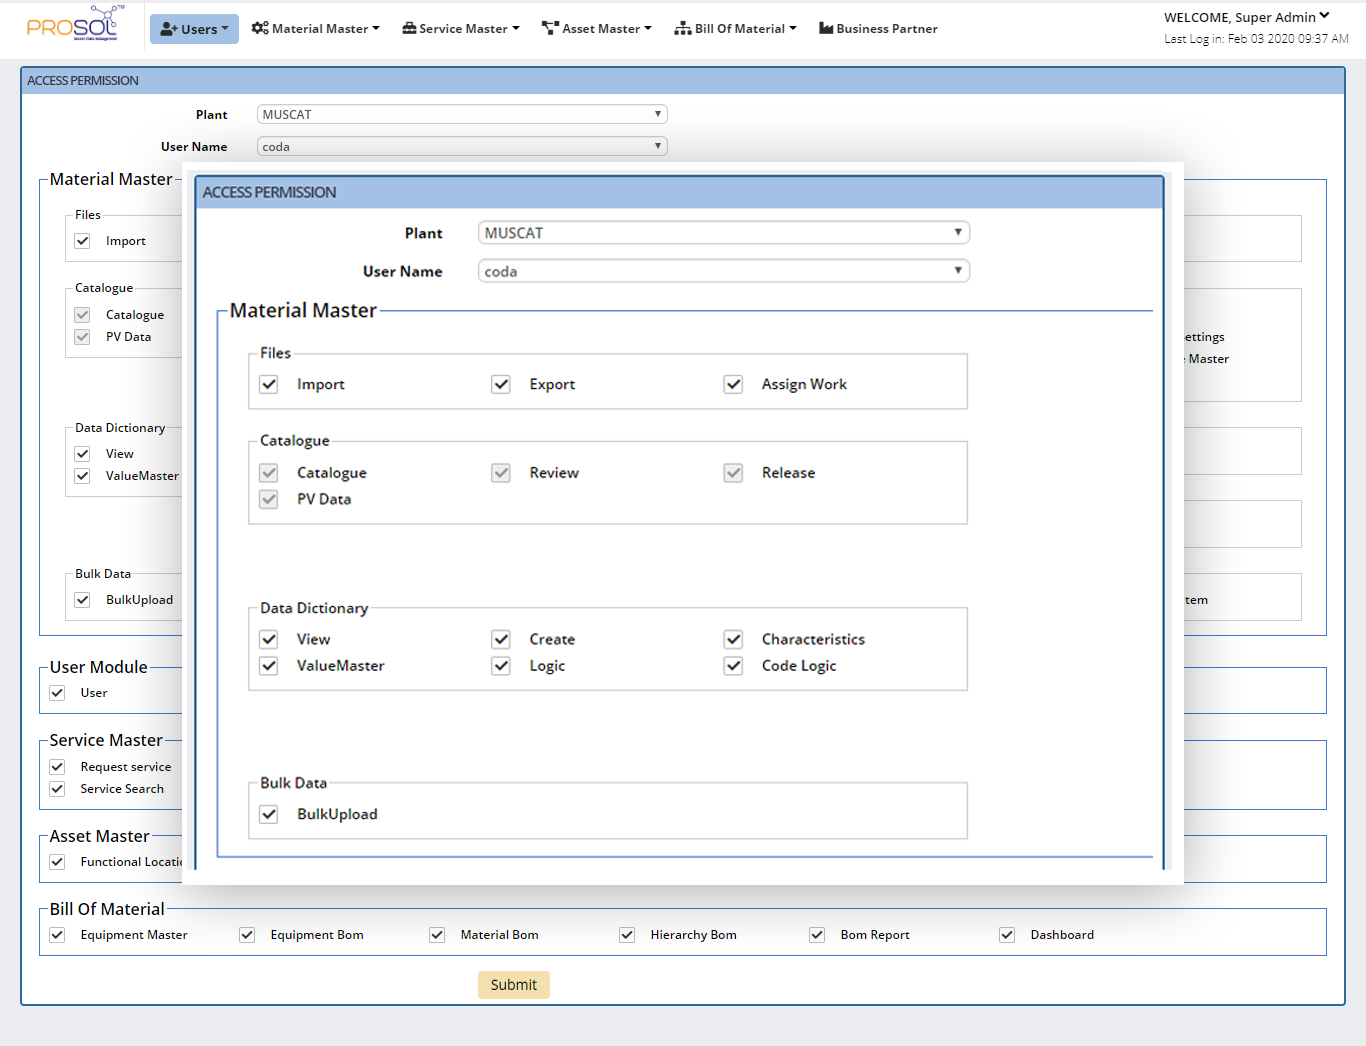 PROSOL™
Master Data Management
Users
Material Master
Service Master
Asset Master
Bill Of Material
Business Partner
WELCOME, Super Admin
Last Log in: Feb 03 2020 09:37 AM
ACCESS PERMISSION
Plant MUSCAT
User Name coda
Material Master
Files
Import
Catalogue
Catalogue
PV Data
ettings
Master
Data Dictionary
View
ValueMaster
Bulk Data
BulkUpload
tem
ACCESS PERMISSION
Plant MUSCAT
User Name coda
Material Master
Files
Import Export Assign Work
Catalogue
Catalogue Review Release
PV Data
Data Dictionary
View Create Characteristics
ValueMaster Logic Code Logic
Bulk Data
BulkUpload
User Module
User
Service Master
Request service
Service Search
Asset Master
Functional Locatio
Bill Of Material
Equipment Master Equipment Bom Material Bom Hierarchy Bom Bom Report Dashboard
Submit